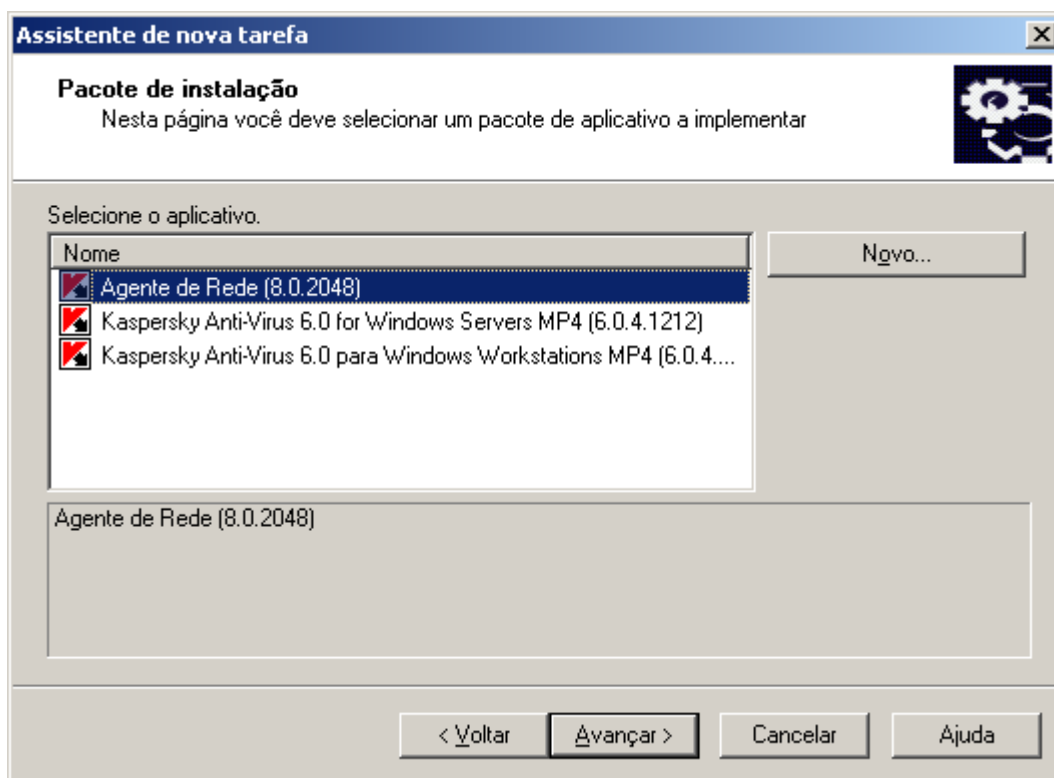 Assistente de nova tarefa
Pacote de instalação
Nesta página você deve selecionar um pacote de aplicativo a implementar
Selecione o aplicativo.
Nome
Novo...
Agente de Rede (8.0.2048)
Kaspersky Anti-Virus 6.0 for Windows Servers MP4 (6.0.4.1212)
Kaspersky Anti-Virus 6.0 para Windows Workstations MP4 (6.0.4....
Agente de Rede (8.0.2048)
< Voltar
Avançar >
Cancelar
Ajuda